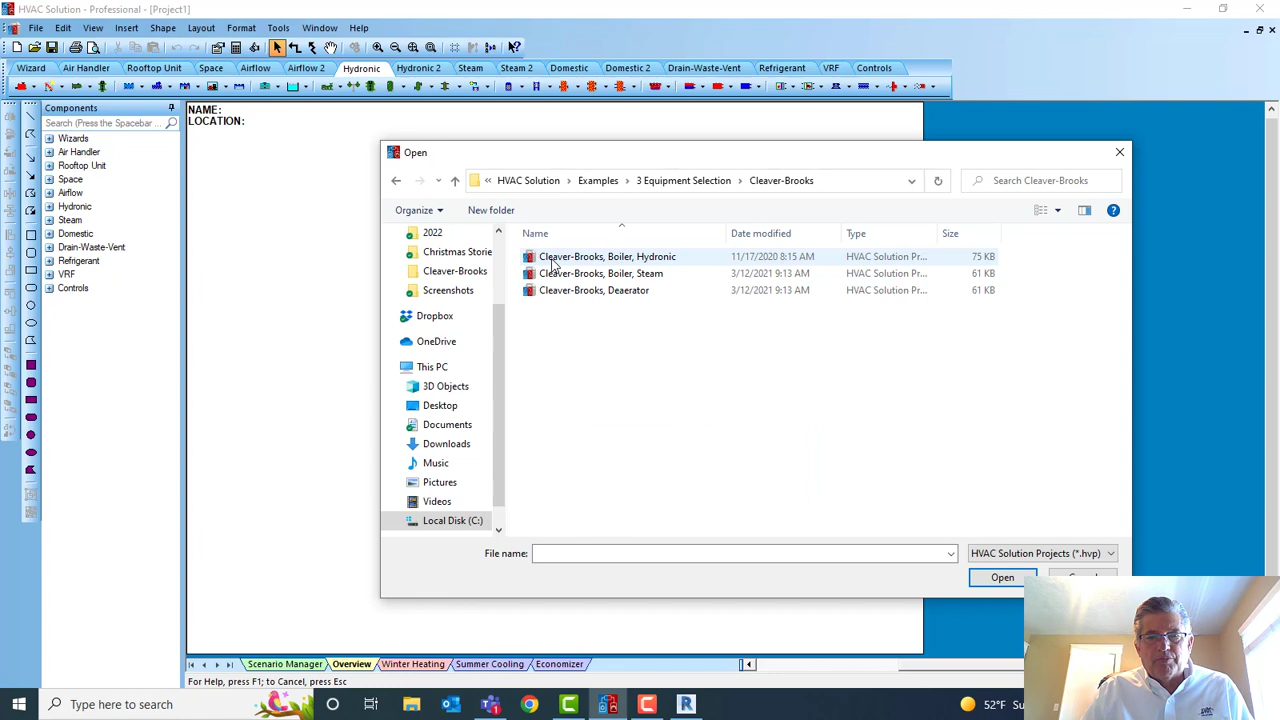 HVAC Solution - Professional - [Project1]
File Edit View Insert Shape Layout Format Tools Window Help
Wizard Air Handler Rooftop Unit Space Airflow Airflow 2 Hydronic Hydronic 2 Steam Steam 2 Domestic Domestic 2 Drain-Waste-Vent Refrigerant VRF Controls
Components
Search (Press the Spacebar ...
Wizards
Air Handler
Rooftop Unit
Space
Airflow
Hydronic
Steam
Domestic
Drain-Waste-Vent
Refrigerant
VRF
Controls
NAME:
LOCATION:
Open
« HVAC Solution › Examples › 3 Equipment Selection › Cleaver-Brooks
Search Cleaver-Brooks
Organize New folder
Name Date modified Type Size
Cleaver-Brooks, Boiler, Hydronic 11/17/2020 8:15 AM HVAC Solution Pr... 75 KB
Cleaver-Brooks, Boiler, Steam 3/12/2021 9:13 AM HVAC Solution Pr... 61 KB
Cleaver-Brooks, Deaerator 3/12/2021 9:13 AM HVAC Solution Pr... 61 KB
2022
Christmas Storie
Cleaver-Brooks
Screenshots
Dropbox
OneDrive
This PC
3D Objects
Desktop
Documents
Downloads
Music
Pictures
Videos
Local Disk (C:)
File name:
HVAC Solution Projects (*.hvp)
Open
Scenario Manager Overview Winter Heating Summer Cooling Economizer
For Help, press F1; to Cancel, press Esc
Type here to search
52°F